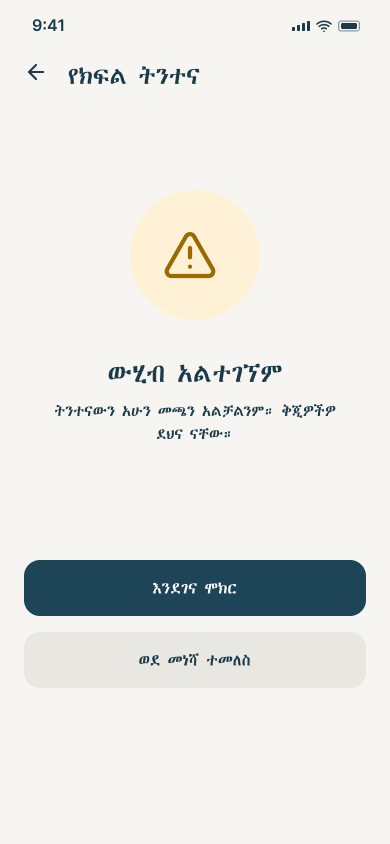 9:41
የክፍል ትንተና
ውሂብ አልተገኘም
ትንተናውን አሁን መጫን አልቻልንም። ቅጂዎችዎ
ደህና ናቸው።
እንደገና ሞክር
ወደ መነሻ ተመለስ